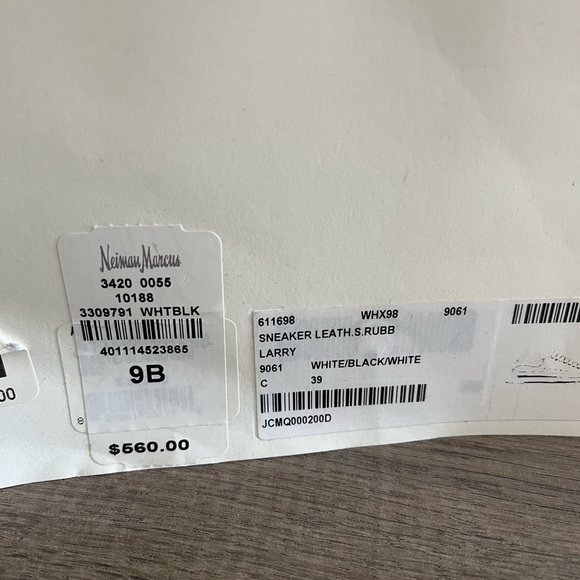 Neiman Marcus
3420 0055
10188
3309791 WHTBLK
401114523865
9B
$560.00
611698 WHX98 9061
SNEAKER LEATH.S.RUBB
LARRY
9061 WHITE/BLACK/WHITE
C 39
JCMQ000200D
00